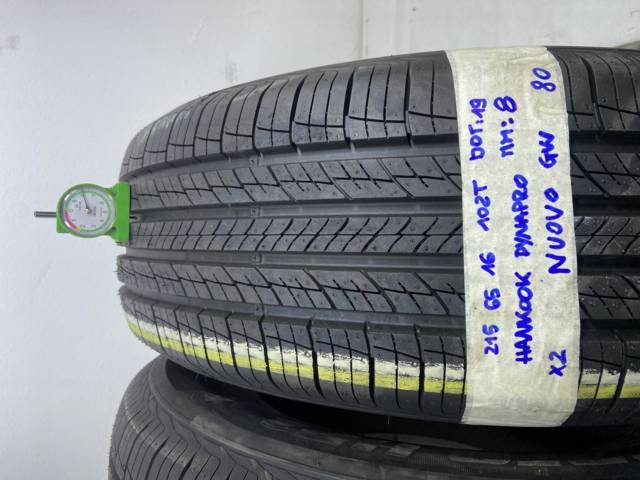 215 65 16 102T DOT:19
HANKOOK DYNAPRO MM:8
X2 NUOVO GW 80